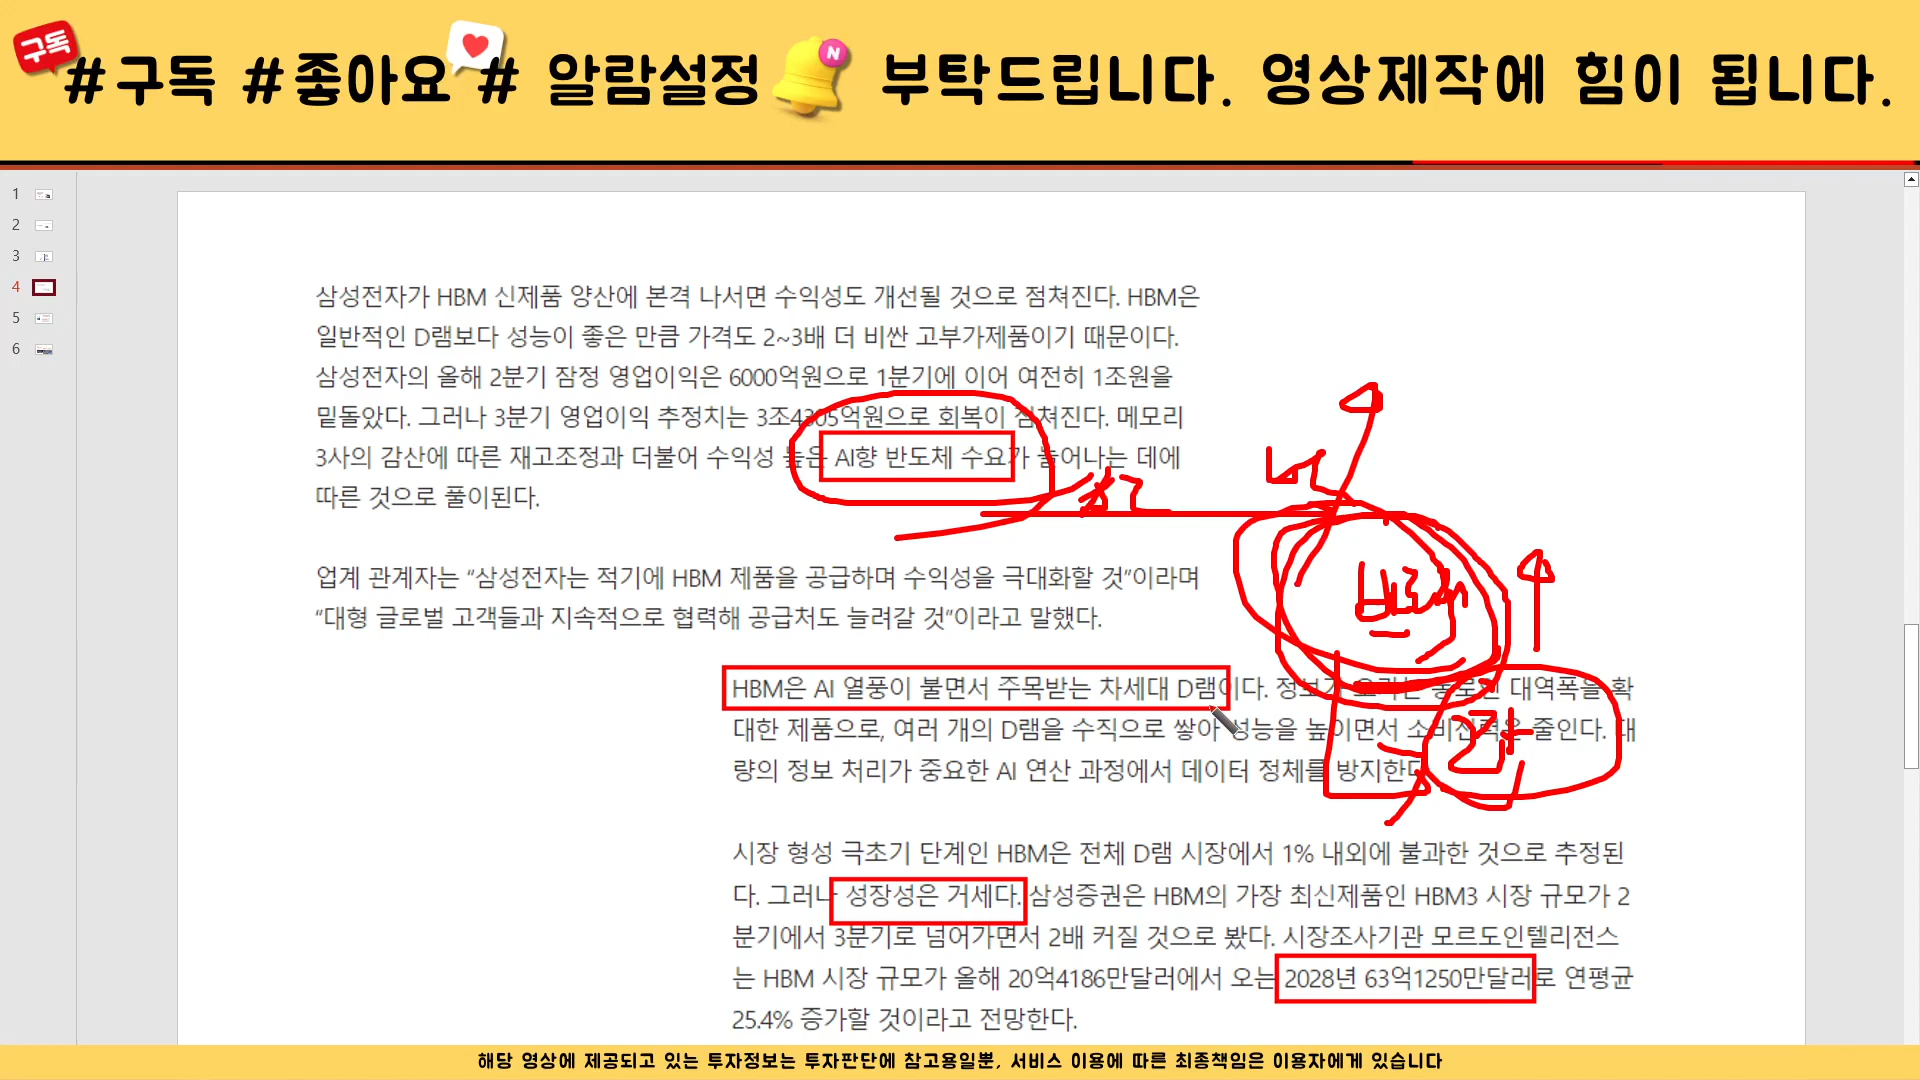 구독
#구독 #좋아요 # 알람설정 N 부탁드립니다. 영상제작에 힘이 됩니다.
1
2
3
4
5
6
삼성전자가 HBM 신제품 양산에 본격 나서면 수익성도 개선될 것으로 점쳐진다. HBM은
일반적인 D램보다 성능이 좋은 만큼 가격도 2~3배 더 비싼 고부가제품이기 때문이다.
삼성전자의 올해 2분기 잠정 영업이익은 6000억원으로 1분기에 이어 여전히 1조원을
밑돌았다. 그러나 3분기 영업이익 추정치는 3조4305억원으로 회복이 점쳐진다. 메모리
3사의 감산에 따른 재고조정과 더불어 수익성 높은 AI향 반도체 수요가 늘어나는 데에
따른 것으로 풀이된다.
업계 관계자는 “삼성전자는 적기에 HBM 제품을 공급하며 수익성을 극대화할 것”이라며
“대형 글로벌 고객들과 지속적으로 협력해 공급처도 늘려갈 것”이라고 말했다.
HBM은 AI 열풍이 불면서 주목받는 차세대 D램이다. 정보가 오가는 통로인 대역폭을 확
대한 제품으로, 여러 개의 D램을 수직으로 쌓아 성능을 높이면서 소비전력은 줄인다. 대
량의 정보 처리가 중요한 AI 연산 과정에서 데이터 정체를 방지한다
시장 형성 극초기 단계인 HBM은 전체 D램 시장에서 1% 내외에 불과한 것으로 추정된
다. 그러나 성장성은 거세다. 삼성증권은 HBM의 가장 최신제품인 HBM3 시장 규모가 2
분기에서 3분기로 넘어가면서 2배 커질 것으로 봤다. 시장조사기관 모르도인텔리전스
는 HBM 시장 규모가 올해 20억4186만달러에서 오는 2028년 63억1250만달러로 연평균
25.4% 증가할 것이라고 전망한다.
해당 영상에 제공되고 있는 투자정보는 투자판단에 참고용일뿐, 서비스 이용에 따른 최종책임은 이용자에게 있습니다